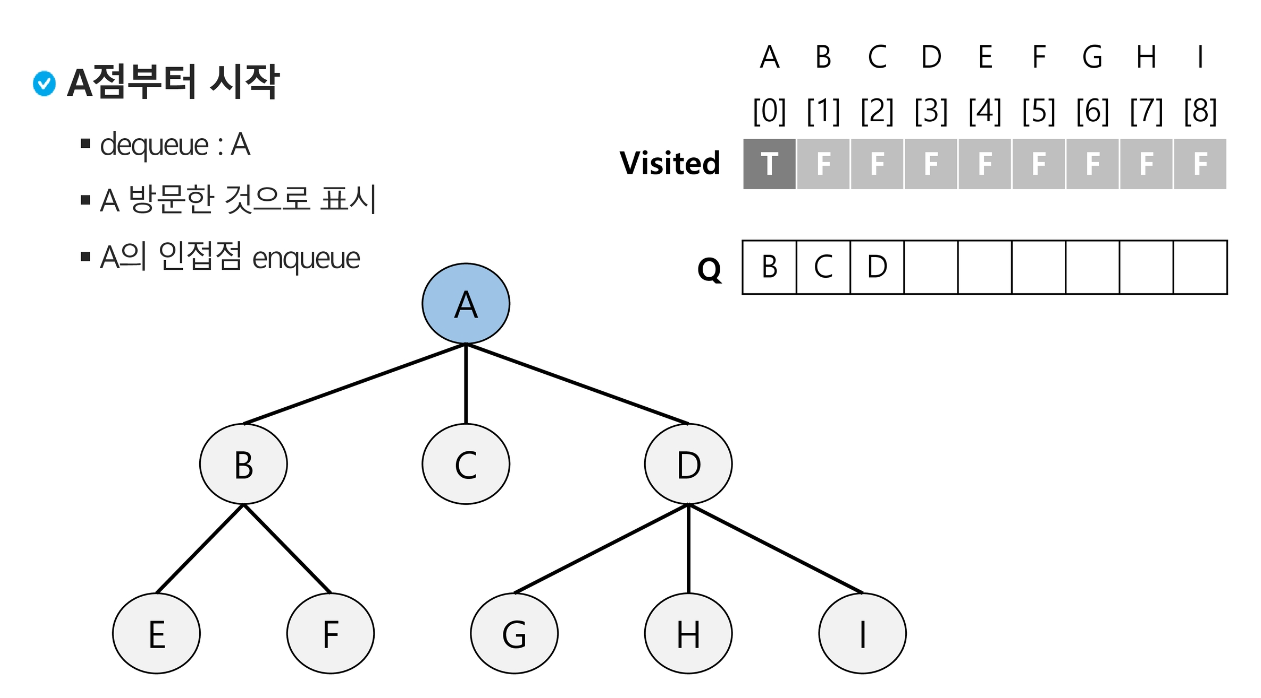 A점부터 시작
dequeue : A
A 방문한 것으로 표시
A의 인접점 enqueue
A B C D E F G H I
[0] [1] [2] [3] [4] [5] [6] [7] [8]
Visited T F F F F F F F F
Q B C D
A
B C D
E F G H I